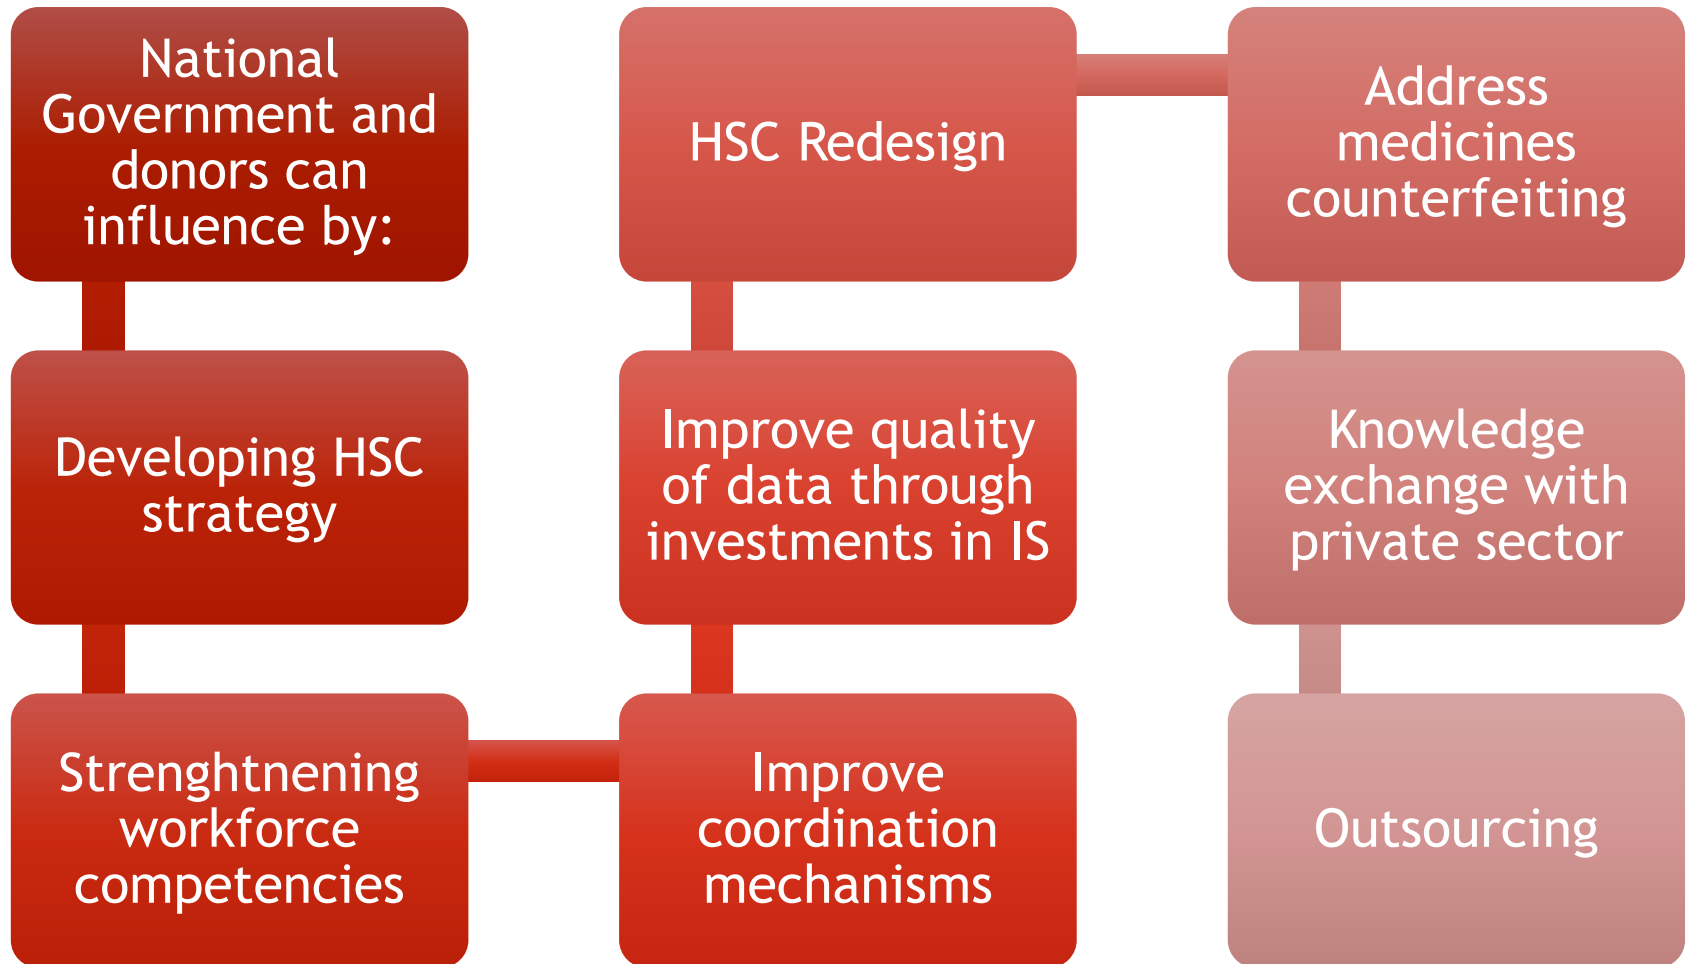 National
Government and
donors can
influence by:
Developing HSC
strategy
Strenghtnening
workforce
competencies
Improve
coordination
mechanisms
Improve quality
of data through
investments in IS
HSC Redesign
Address
medicines
counterfeiting
Knowledge
exchange with
private sector
Outsourcing